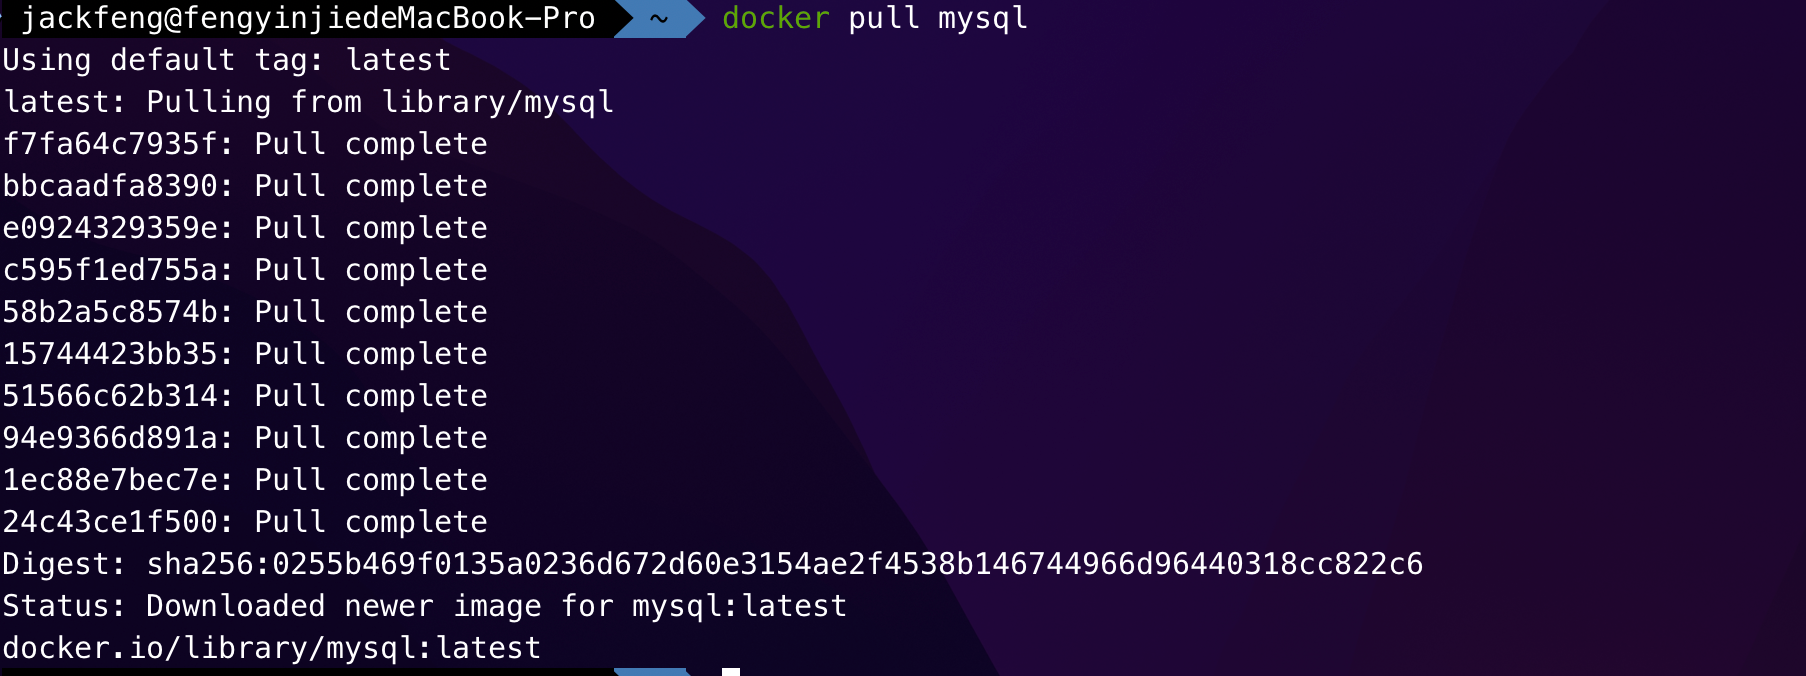 jackfeng@fengyinjiedeMacBook-Pro ~ docker pull mysql
Using default tag: latest
latest: Pulling from library/mysql
f7fa64c7935f: Pull complete
bbcaadfa8390: Pull complete
e0924329359e: Pull complete
c595f1ed755a: Pull complete
58b2a5c8574b: Pull complete
15744423bb35: Pull complete
51566c62b314: Pull complete
94e9366d891a: Pull complete
1ec88e7bec7e: Pull complete
24c43ce1f500: Pull complete
Digest: sha256:0255b469f0135a0236d672d60e3154ae2f4538b146744966d96440318cc822c6
Status: Downloaded newer image for mysql:latest
docker.io/library/mysql:latest